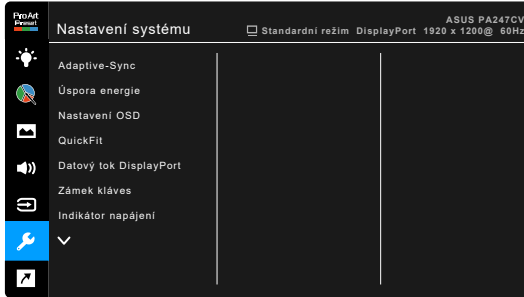 ProArt
Preset
Nastavení systému
ASUS PA247CV
Standardní režim DisplayPort 1920 x 1200@ 60Hz
Adaptive-Sync
Úspora energie
Nastavení OSD
QuickFit
Datový tok DisplayPort
Zámek kláves
Indikátor napájení